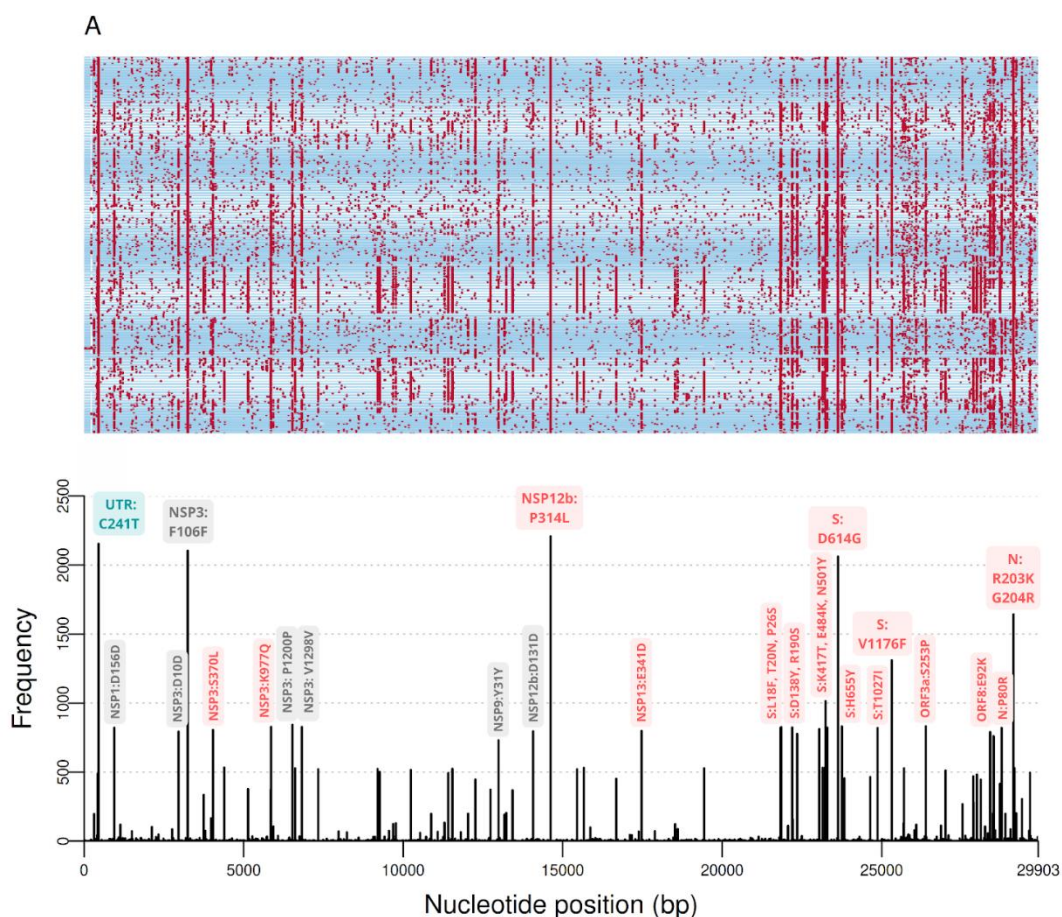 A
2500
2000
1500
1000
500
0
Frequency
UTR:
C241T
NSP3:
F106F
NSP12b:
P314L
S:
D614G
N:
R203K
G204R
S:
V1176F
NSP1:D156D
NSP3:D10D
NSP3:S370L
NSP3:K977Q
NSP3: P1200P
NSP3: V1298V
NSP9:Y31Y
NSP12b:D131D
NSP13:E341D
S:L18F, T20N, P26S
S:D138Y, R190S
S:K417T, E484K, N501Y
S:H655Y
S:T1027I
ORF3a:S253P
ORF8:E92K
N:P80R
0
5000
10000
15000
20000
25000
29903
Nucleotide position (bp)